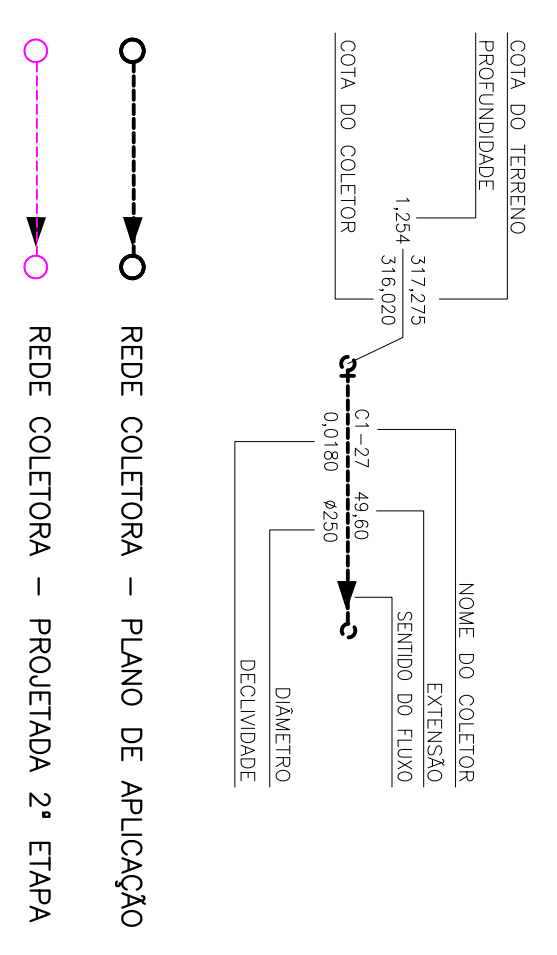 COTA DO TERRENO
PROFUNDIDADE
1,254
317,275
316,020
COTA DO COLETOR
NOME DO COLETOR
EXTENSÃO
SENTIDO DO FLUXO
C1-27 49,60
0,0180 Ø250
DIÂMETRO
DECLIVIDADE
REDE COLETORA - PLANO DE APLICAÇÃO
REDE COLETORA - PROJETADA 2ª ETAPA